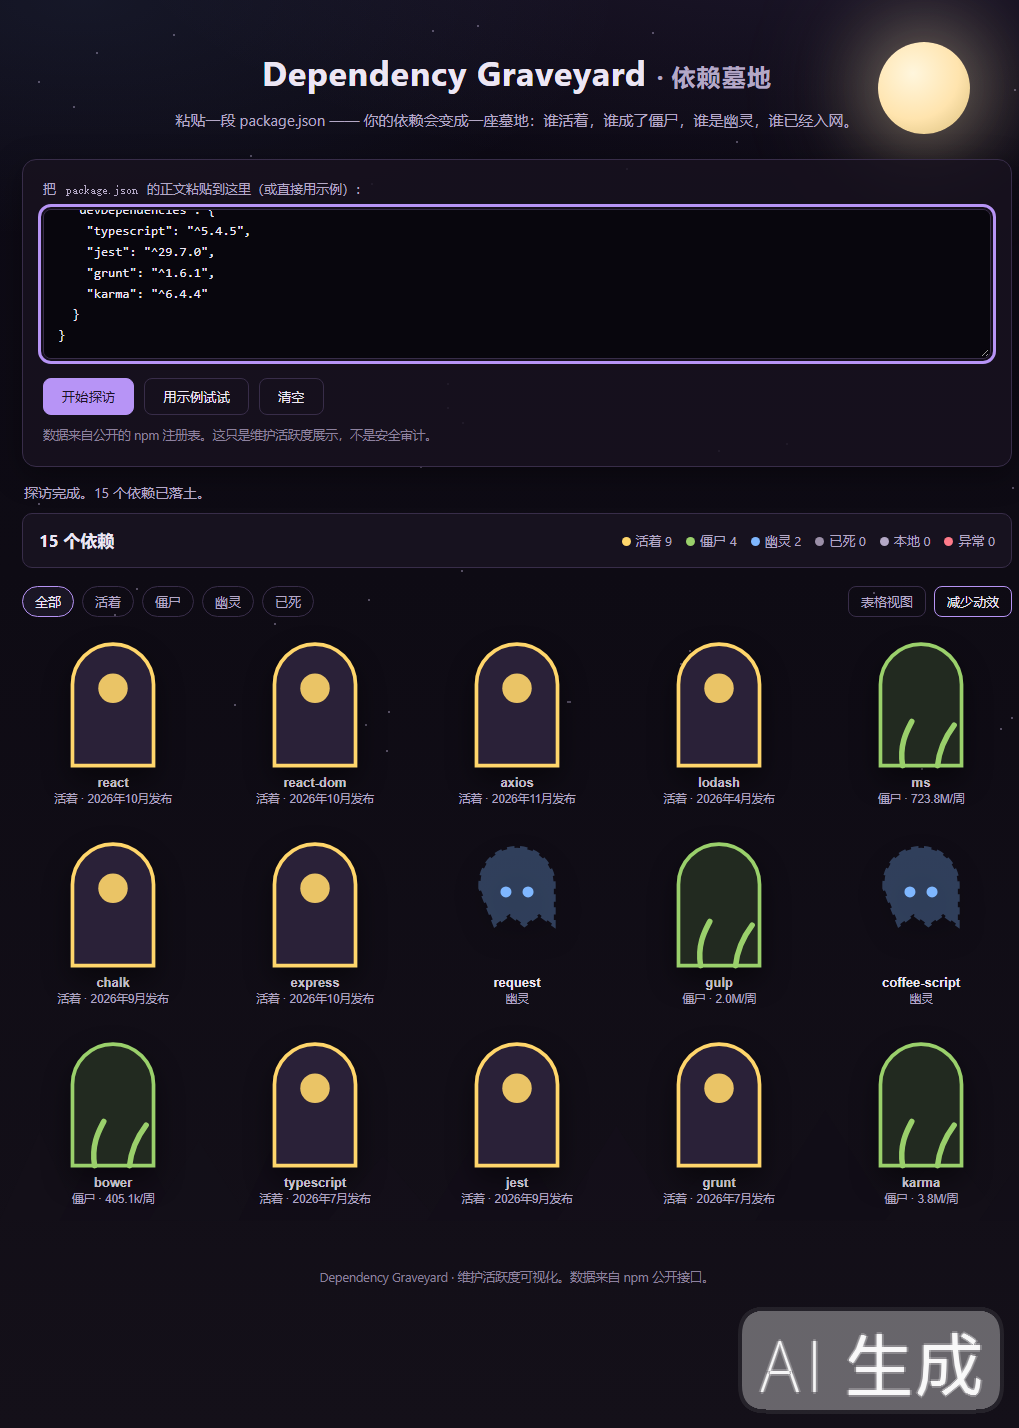 Dependency Graveyard · 依赖墓地
粘贴一段 package.json —— 你的依赖会变成一座墓地：谁活着，谁成了僵尸，谁是幽灵，谁已经入网。
把 package.json 的正文粘贴到这里（或直接用示例）：
"devDependencies": {
"typescript": "^5.4.5",
"jest": "^29.7.0",
"grunt": "^1.6.1",
"karma": "^6.4.4"
}
}
开始探访 用示例试试 清空
数据来自公开的 npm 注册表。这只是维护活跃度展示，不是安全审计。
探访完成。15 个依赖已落土。
15 个依赖 活着 9 僵尸 4 幽灵 2 已死 0 本地 0 异常 0
全部 活着 僵尸 幽灵 已死 表格视图 减少动效
react react-dom axios lodash ms
活着 · 2026年10月发布 活着 · 2026年10月发布 活着 · 2026年11月发布 活着 · 2026年4月发布 僵尸 · 723.8M/周
chalk express request gulp coffee-script
活着 · 2026年9月发布 活着 · 2026年10月发布 幽灵 僵尸 · 2.0M/周 幽灵
bower typescript jest grunt karma
僵尸 · 405.1k/周 活着 · 2026年7月发布 活着 · 2026年9月发布 活着 · 2026年7月发布 僵尸 · 3.8M/周
Dependency Graveyard · 维护活跃度可视化。数据来自 npm 公开接口。
AI 生成